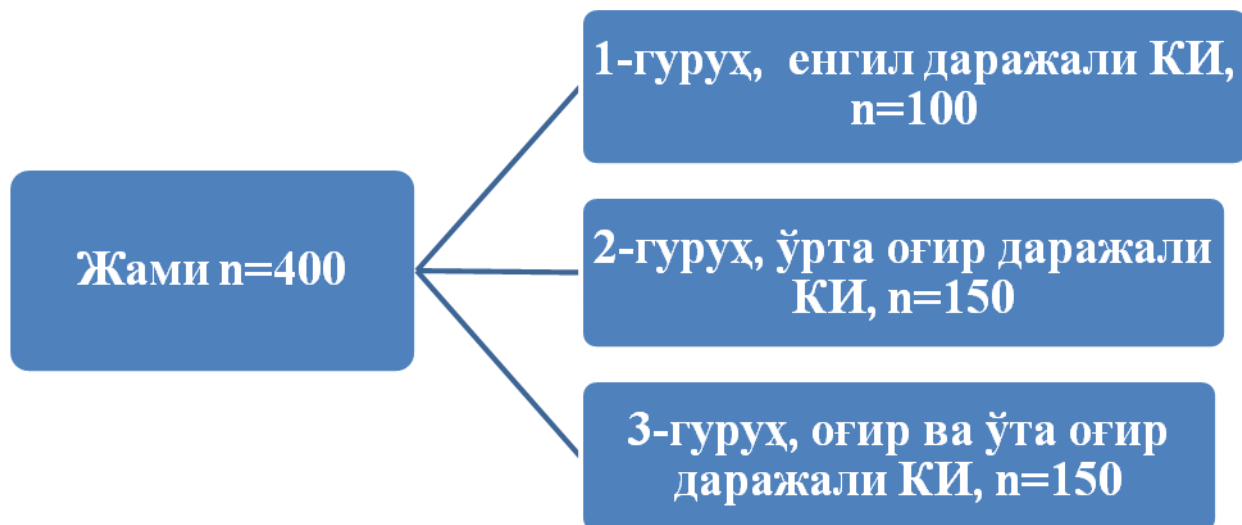 Жами n=400
1-гуруҳ, енгил даражали КИ,
n=100
2-гуруҳ, ўрта оғир даражали
КИ, n=150
3-гуруҳ, оғир ва ўта оғир
даражали КИ, n=150